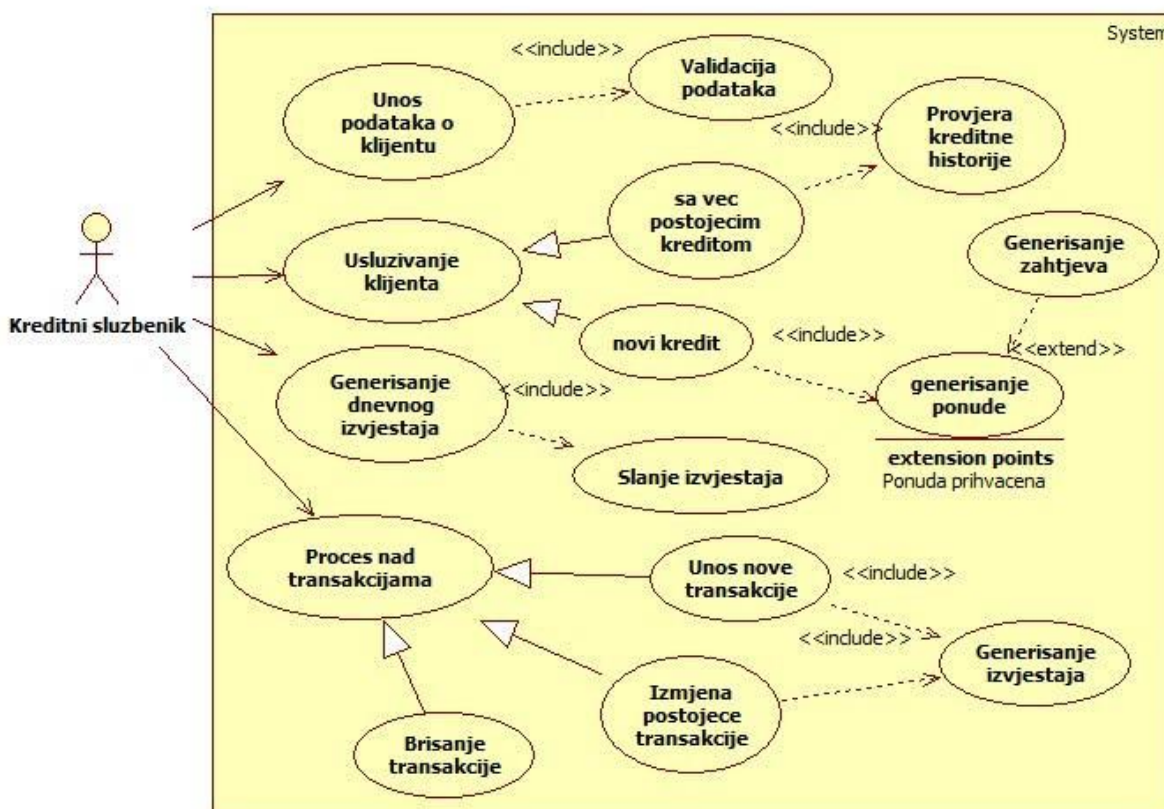 System
<<include>>
Validacija
podataka
Unos
podataka o
klijentu
<<include>>
Provjera
kreditne
historije
sa vec
postojecim
kreditom
Usluzivanje
klijenta
Generisanje
zahtjeva
Kreditni sluzbenik
novi kredit
<<include>>
<<extend>>
Generisanje
dnevnog
izvjestaja
<<include>>
generisanje
ponude
extension points
Ponuda prihvacena
Slanje izvjestaja
Proces nad
transakcijama
Unos nove
transakcije
<<include>>
<<include>>
Generisanje
izvjestaja
Izmjena
postojece
transakcije
Brisanje
transakcije